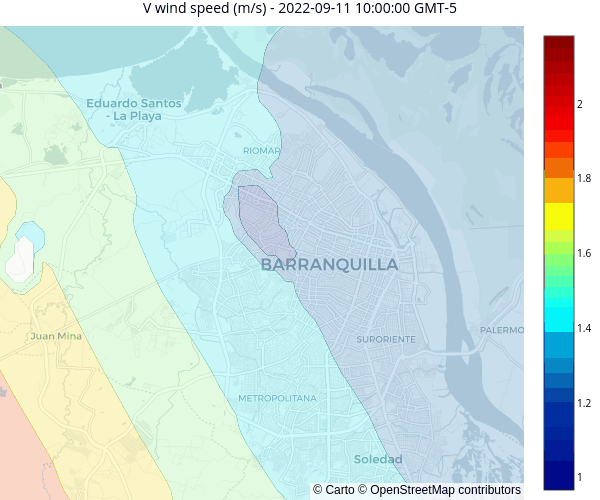 V wind speed (m/s) - 2022-09-11 10:00:00 GMT-5
Eduardo Santos
- La Playa
RIOMAR
BARRANQUILLA
Juan Mina
SURORIENTE
PALERMO
METROPOLITANA
Soledad
© Carto © OpenStreetMap contributors
2
1.8
1.6
1.4
1.2
1